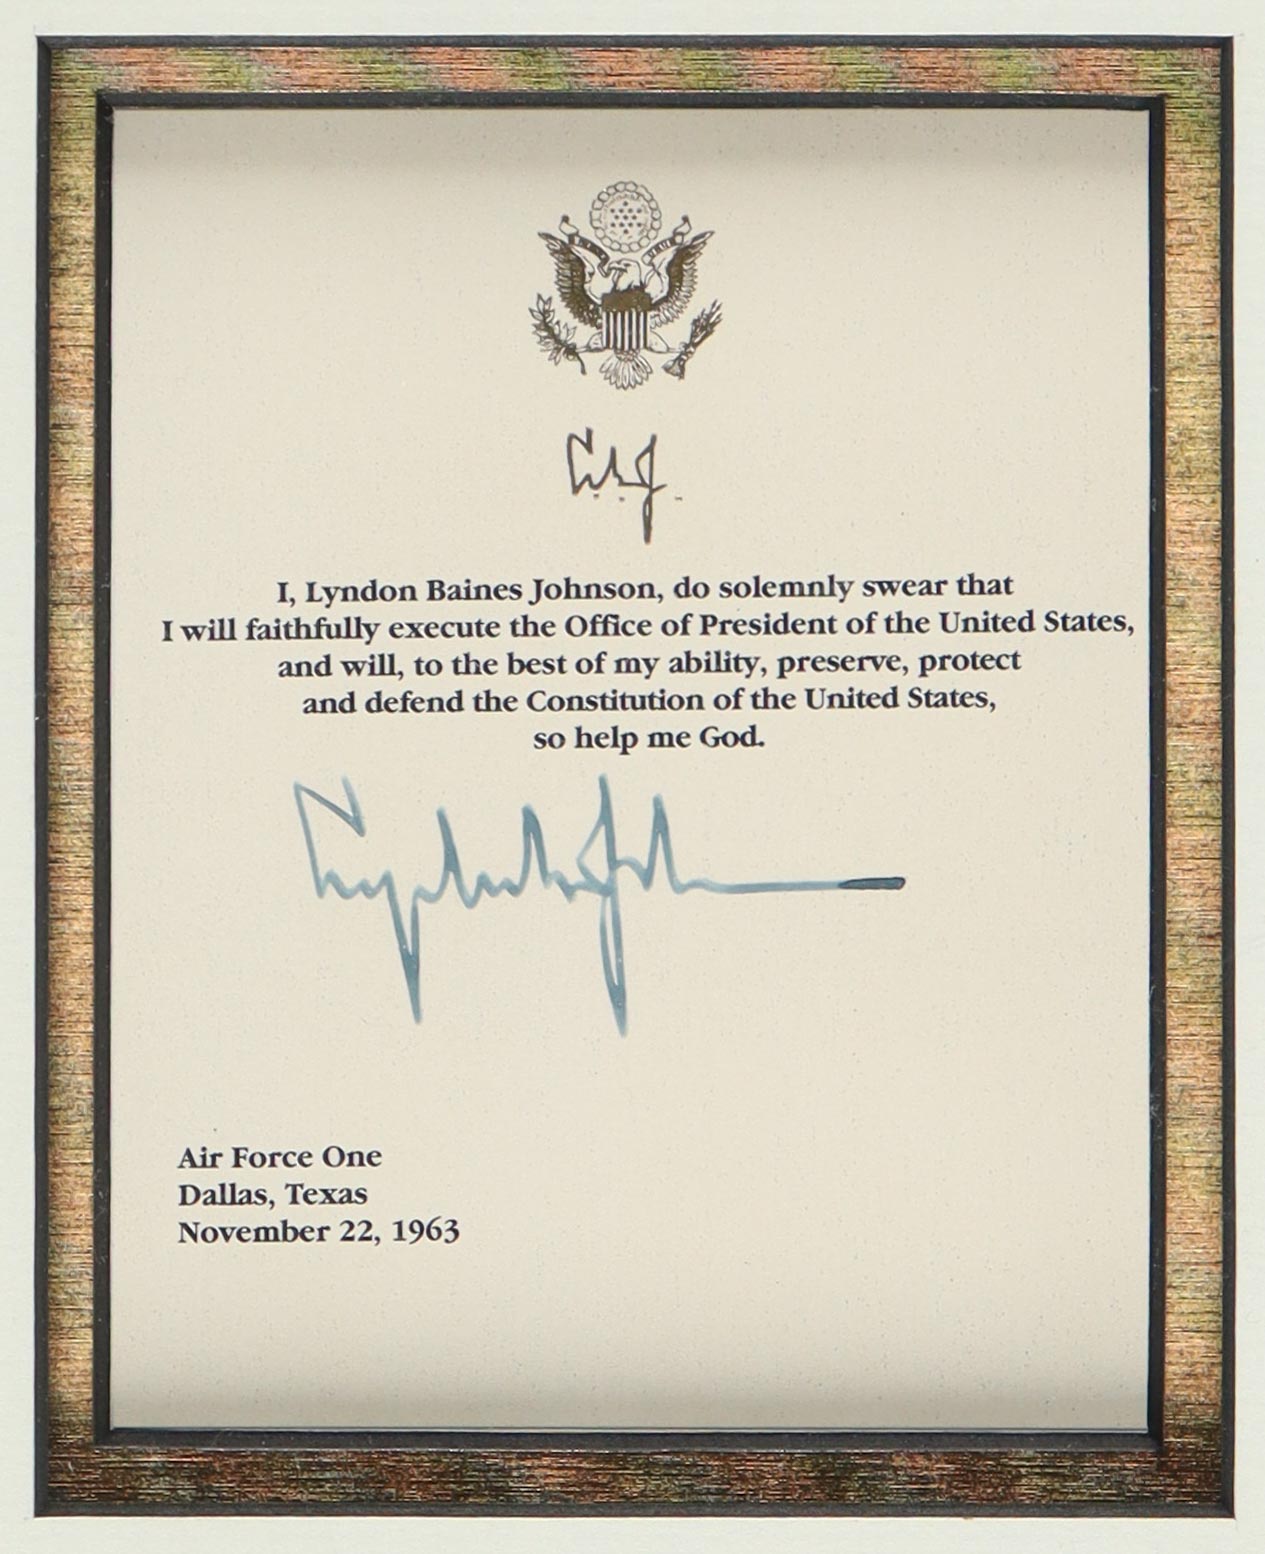 L.B.J.
I, Lyndon Baines Johnson, do solemnly swear that
I will faithfully execute the Office of President of the United States,
and will, to the best of my ability, preserve, protect
and defend the Constitution of the United States,
so help me God.
Lyndon B. Johnson
Air Force One
Dallas, Texas
November 22, 1963